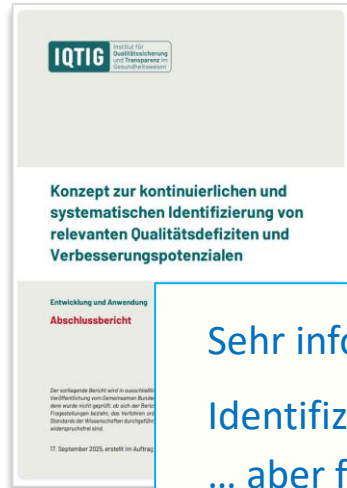 IQTIG
Institut für
Qualitätssicherung
und Transparenz im
Gesundheitswesen
Konzept zur kontinuierlichen und
systematischen Identifizierung von
relevanten Qualitätsdefiziten und
Verbesserungspotenzialen
Entwicklung und Anwendung
Abschlussbericht
Der vorliegende Bericht wird in ausschließlic
Veröffentlichung vom Gemeinsamen Bunde
dere wurde nicht geprüft, ob sich der Beric
Fragestellungen bezieht, das Verfahren ord
Standards der Wissenschaften durchgeführ
widerspruchsfrei sind.
17. September 2025, erstellt im Auftrag
Sehr info
Identifiz
... aber f